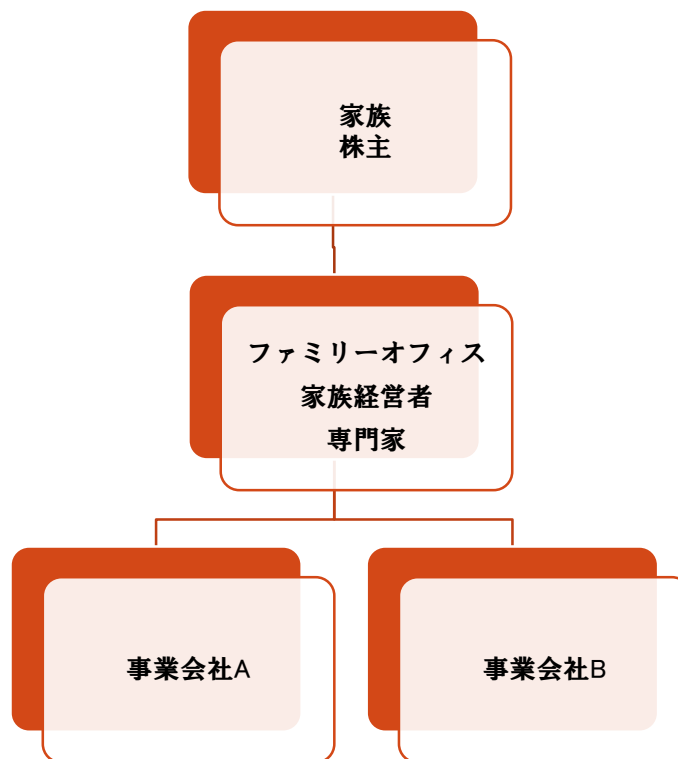 家族
株主
ファミリーオフィス
家族経営者
専門家
事業会社A
事業会社B